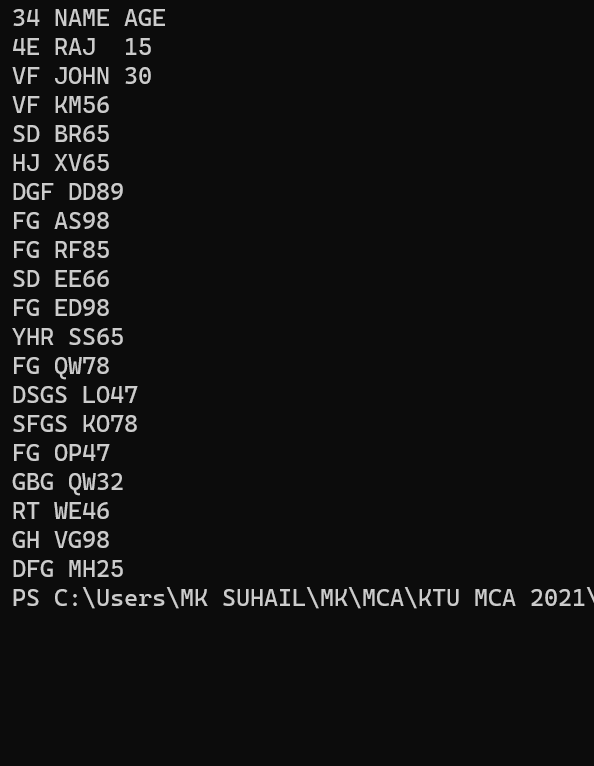 34 NAME AGE
4E RAJ  15
VF JOHN 30
VF KM56
SD BR65
HJ XV65
DGF DD89
FG AS98
FG RF85
SD EE66
FG ED98
YHR SS65
FG QW78
DSGS LO47
SFGS KO78
FG OP47
GBG QW32
RT WE46
GH VG98
DFG MH25
PS C:\Users\MK SUHAIL\MK\MCA\KTU MCA 2021\